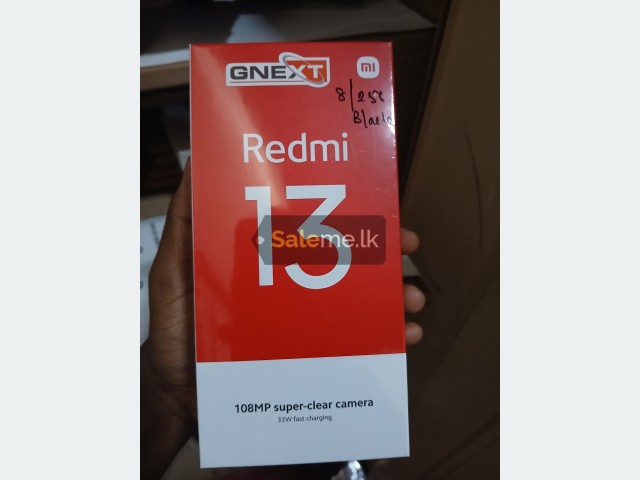 GNEXT
mi
8/256
Black
Redmi
13
Saleme.lk
108MP super-clear camera
33W fast charging